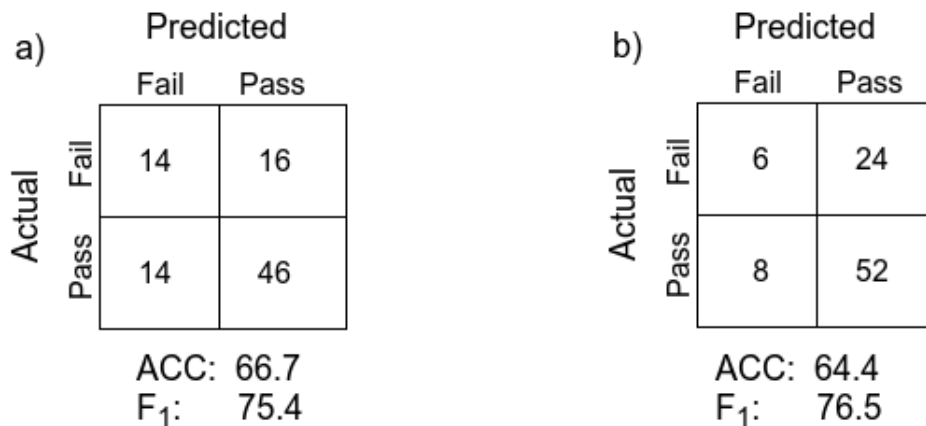 a)
Predicted
Fail Pass
Actual
Fail
14 16
Pass
14 46
ACC: 66.7
F₁: 75.4
b)
Predicted
Fail Pass
Actual
Fail
6 24
Pass
8 52
ACC: 64.4
F₁: 76.5